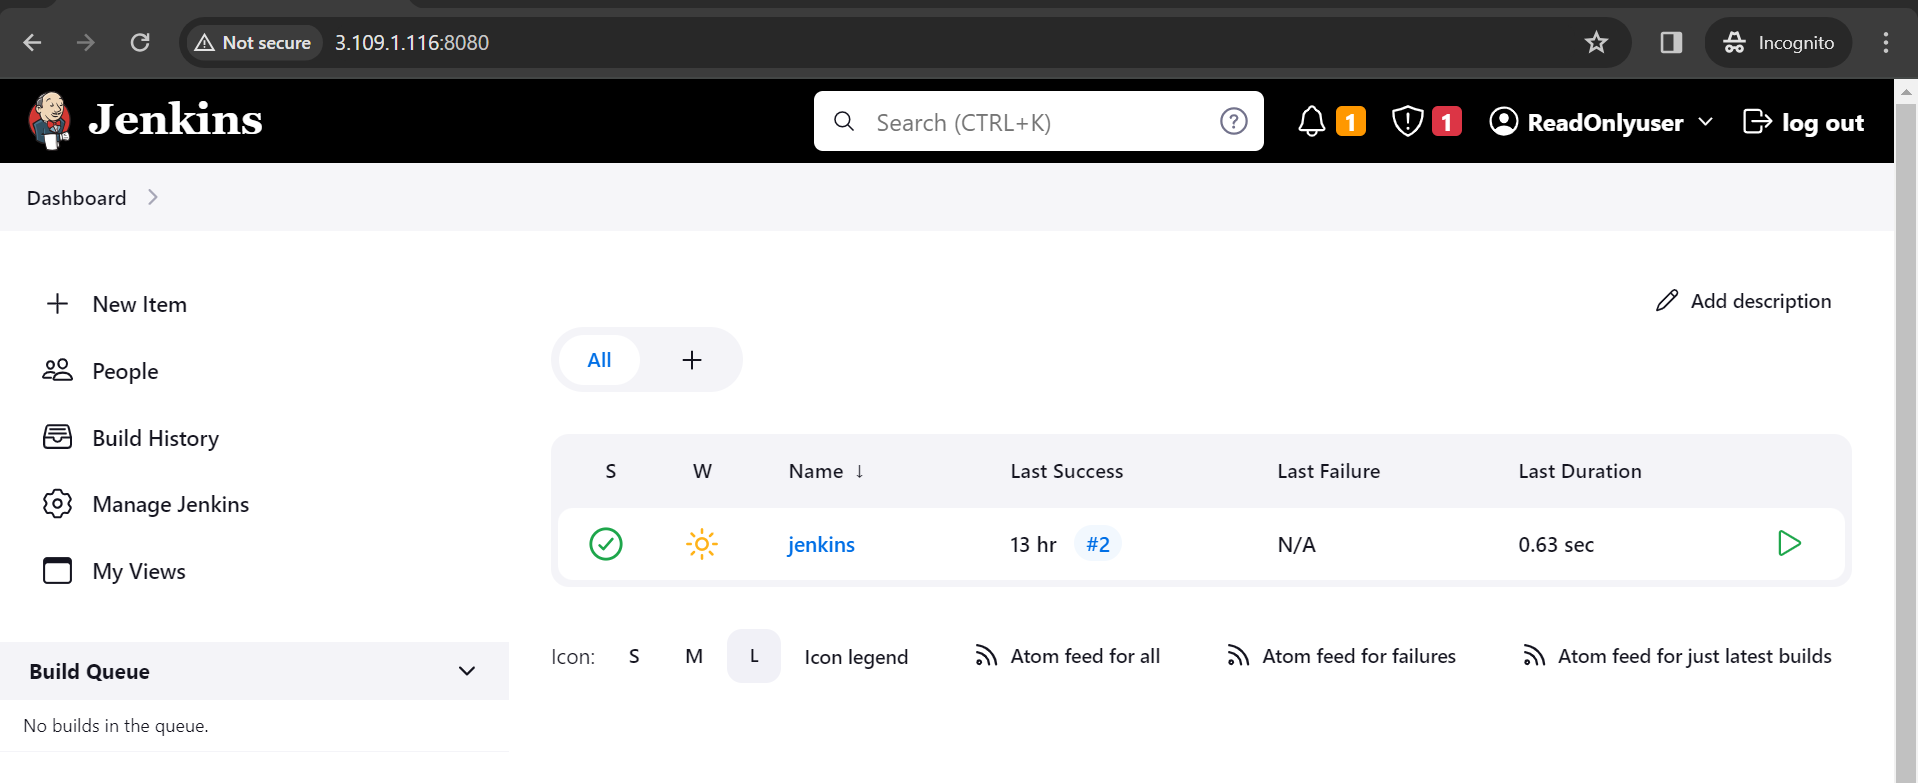 Not secure 3.109.1.116:8080 Incognito
Jenkins Search (CTRL+K) ? 1 1 ReadOnlyuser log out
Dashboard
New Item
Add description
People
All +
Build History
S W Name ↓ Last Success Last Failure Last Duration
Manage Jenkins
jenkins 13 hr #2 N/A 0.63 sec
My Views
Icon: S M L Icon legend Atom feed for all Atom feed for failures Atom feed for just latest builds
Build Queue
No builds in the queue.